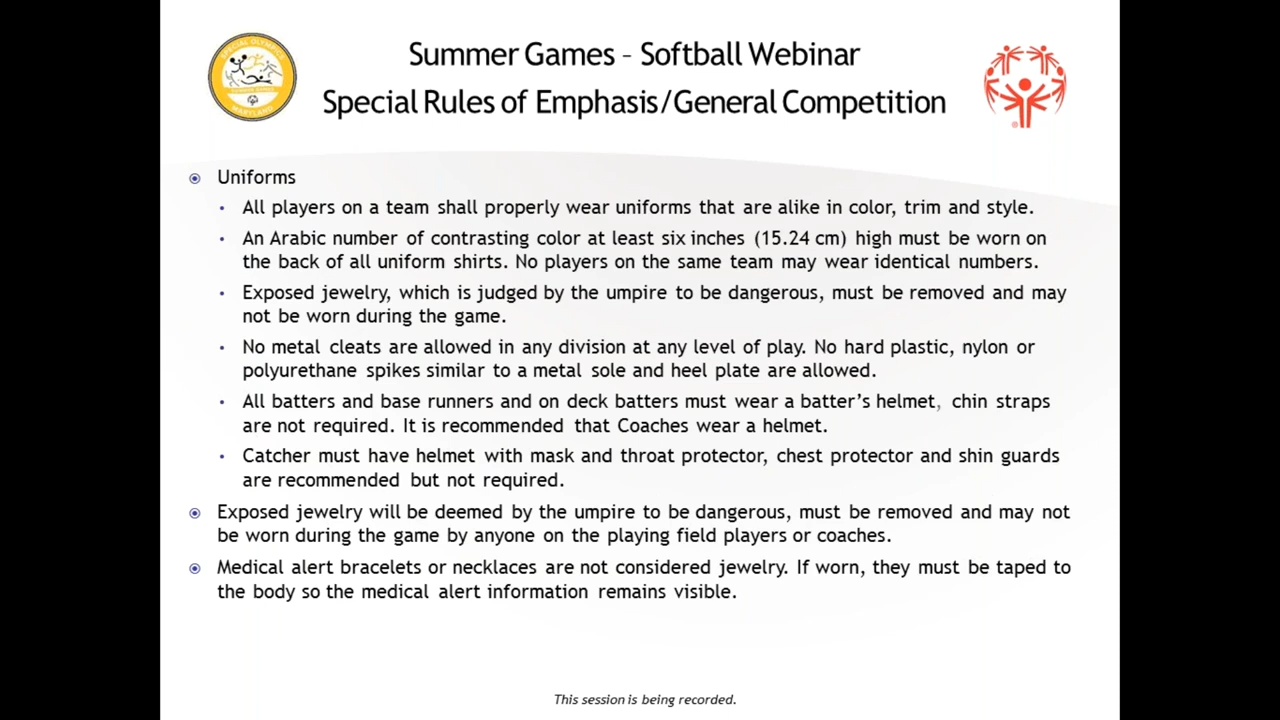 Summer Games - Softball Webinar
Special Rules of Emphasis/General Competition
SPECIAL OLYMPICS
SUMMER GAMES
MARYLAND
®
Uniforms
All players on a team shall properly wear uniforms that are alike in color, trim and style.
An Arabic number of contrasting color at least six inches (15.24 cm) high must be worn on
the back of all uniform shirts. No players on the same team may wear identical numbers.
Exposed jewelry, which is judged by the umpire to be dangerous, must be removed and may
not be worn during the game.
No metal cleats are allowed in any division at any level of play. No hard plastic, nylon or
polyurethane spikes similar to a metal sole and heel plate are allowed.
All batters and base runners and on deck batters must wear a batter's helmet, chin straps
are not required. It is recommended that Coaches wear a helmet.
Catcher must have helmet with mask and throat protector, chest protector and shin guards
are recommended but not required.
Exposed jewelry will be deemed by the umpire to be dangerous, must be removed and may not
be worn during the game by anyone on the playing field players or coaches.
Medical alert bracelets or necklaces are not considered jewelry. If worn, they must be taped to
the body so the medical alert information remains visible.
This session is being recorded.